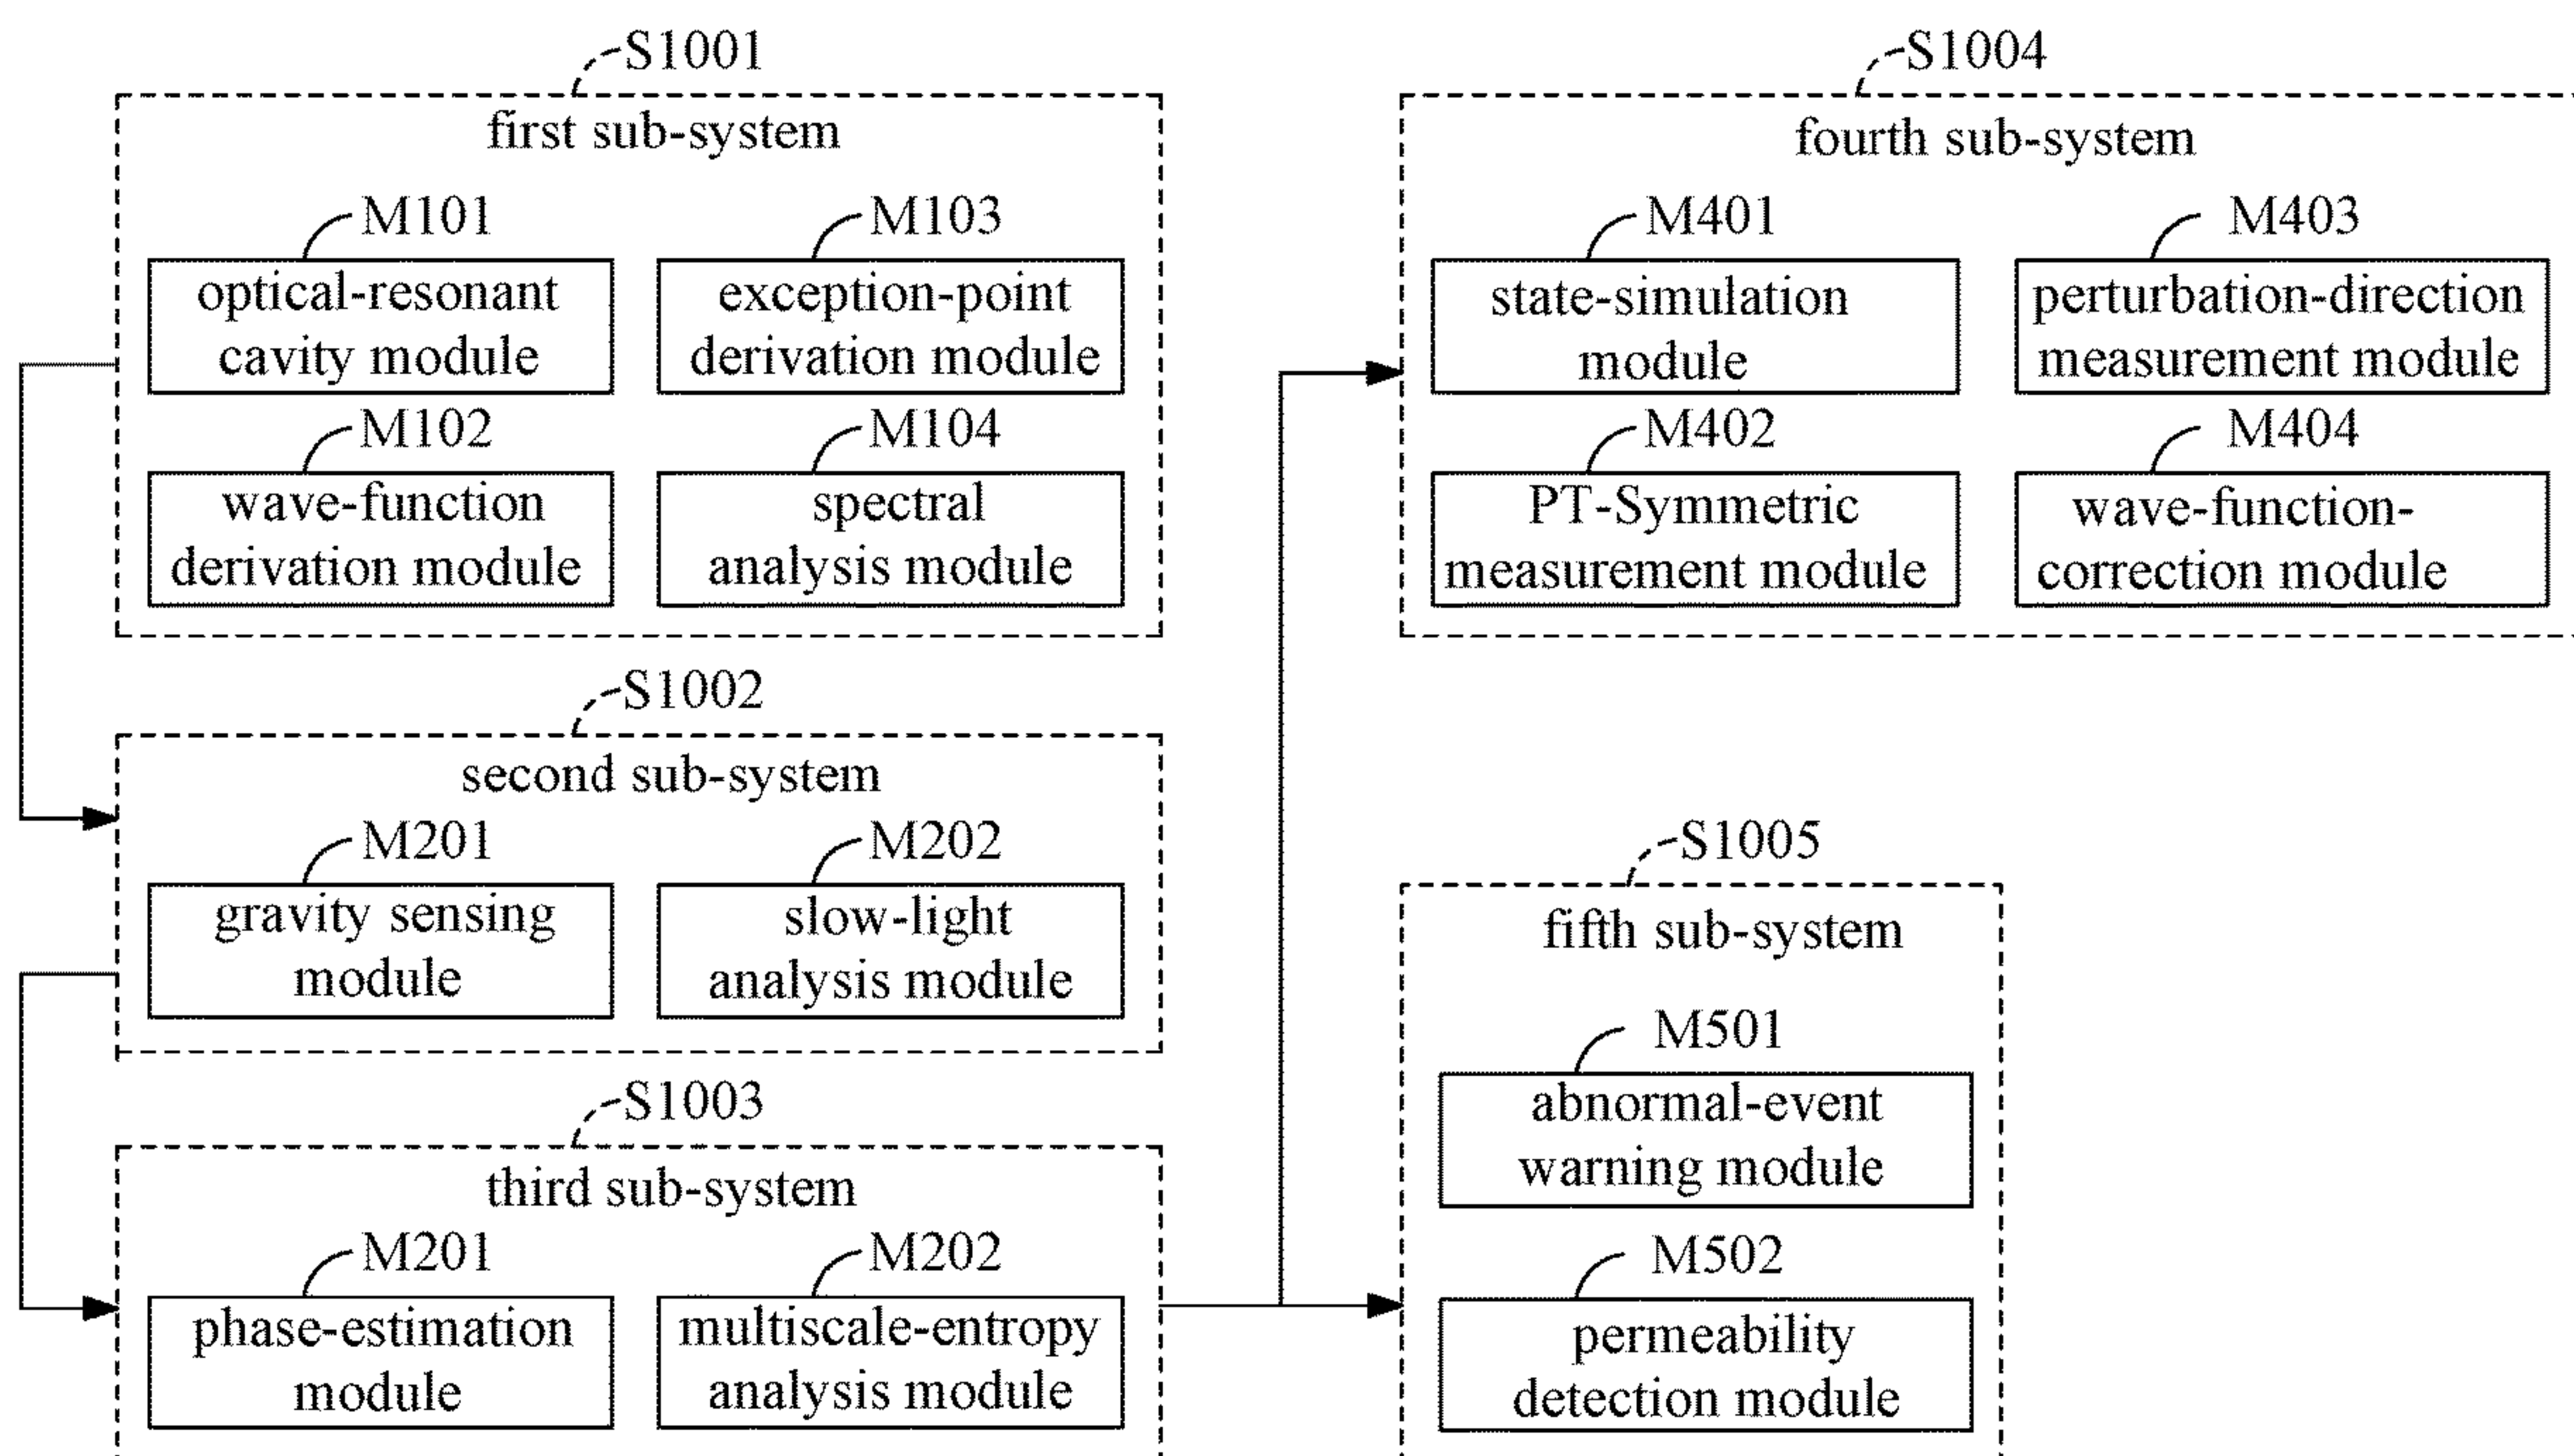 S1001
first sub-system
M101
optical-resonant
cavity module
M103
exception-point
derivation module
M102
wave-function
derivation module
M104
spectral
analysis module
S1002
second sub-system
M201
gravity sensing
module
M202
slow-light
analysis module
S1003
third sub-system
M201
phase-estimation
module
M202
multiscale-entropy
analysis module
S1004
fourth sub-system
M401
state-simulation
module
M403
perturbation-direction
measurement module
M402
PT-Symmetric
measurement module
M404
wave-function-
correction module
S1005
fifth sub-system
M501
abnormal-event
warning module
M502
permeability
detection module